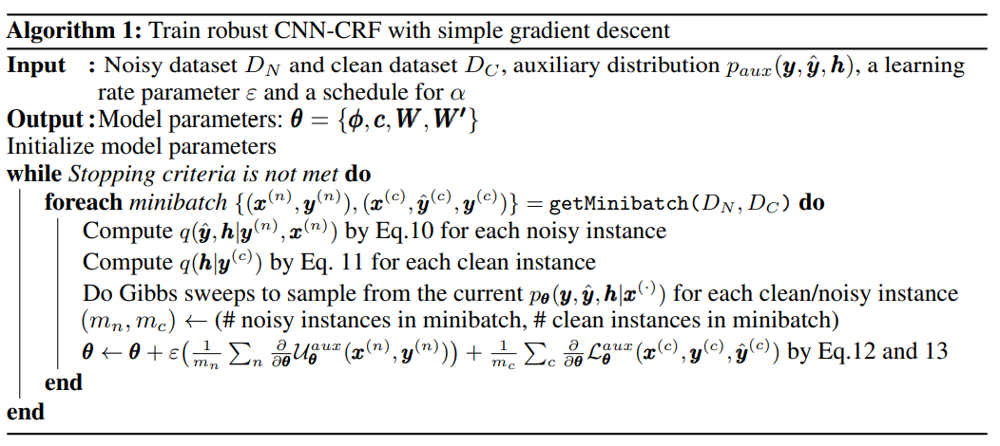 Algorithm 1: Train robust CNN-CRF with simple gradient descent
Input : Noisy dataset $D_N$ and clean dataset $D_C$, auxiliary distribution $p_{aux}(\boldsymbol{y}, \hat{\boldsymbol{y}}, \boldsymbol{h})$, a learning
rate parameter $\varepsilon$ and a schedule for $\alpha$
Output : Model parameters: $\boldsymbol{\theta} = \{\boldsymbol{\phi}, \boldsymbol{c}, \boldsymbol{W}, \boldsymbol{W'}\}$
Initialize model parameters
while Stopping criteria is not met do
foreach minibatch $\{(\boldsymbol{x}^{(n)}, \boldsymbol{y}^{(n)}), (\boldsymbol{x}^{(c)}, \hat{\boldsymbol{y}}^{(c)}, \boldsymbol{y}^{(c)})\}$ = getMinibatch($D_N, D_C$) do
Compute $q(\hat{\boldsymbol{y}}, \boldsymbol{h}|\boldsymbol{y}^{(n)}, \boldsymbol{x}^{(n)})$ by Eq.10 for each noisy instance
Compute $q(\boldsymbol{h}|\boldsymbol{y}^{(c)})$ by Eq. 11 for each clean instance
Do Gibbs sweeps to sample from the current $p_{\boldsymbol{\theta}}(\boldsymbol{y}, \hat{\boldsymbol{y}}, \boldsymbol{h}|\boldsymbol{x}^{(\cdot)})$ for each clean/noisy instance
$(m_n, m_c) \leftarrow$ (# noisy instances in minibatch, # clean instances in minibatch)
$\boldsymbol{\theta} \leftarrow \boldsymbol{\theta} + \varepsilon(\frac{1}{m_n} \sum_n \frac{\partial}{\partial \boldsymbol{\theta}} \mathcal{U}_{\boldsymbol{\theta}}^{aux}(\boldsymbol{x}^{(n)}, \boldsymbol{y}^{(n)})) + \frac{1}{m_c} \sum_c \frac{\partial}{\partial \boldsymbol{\theta}} \mathcal{L}_{\boldsymbol{\theta}}^{aux}(\boldsymbol{x}^{(c)}, \boldsymbol{y}^{(c)}, \hat{\boldsymbol{y}}^{(c)})$ by Eq.12 and 13
end
end